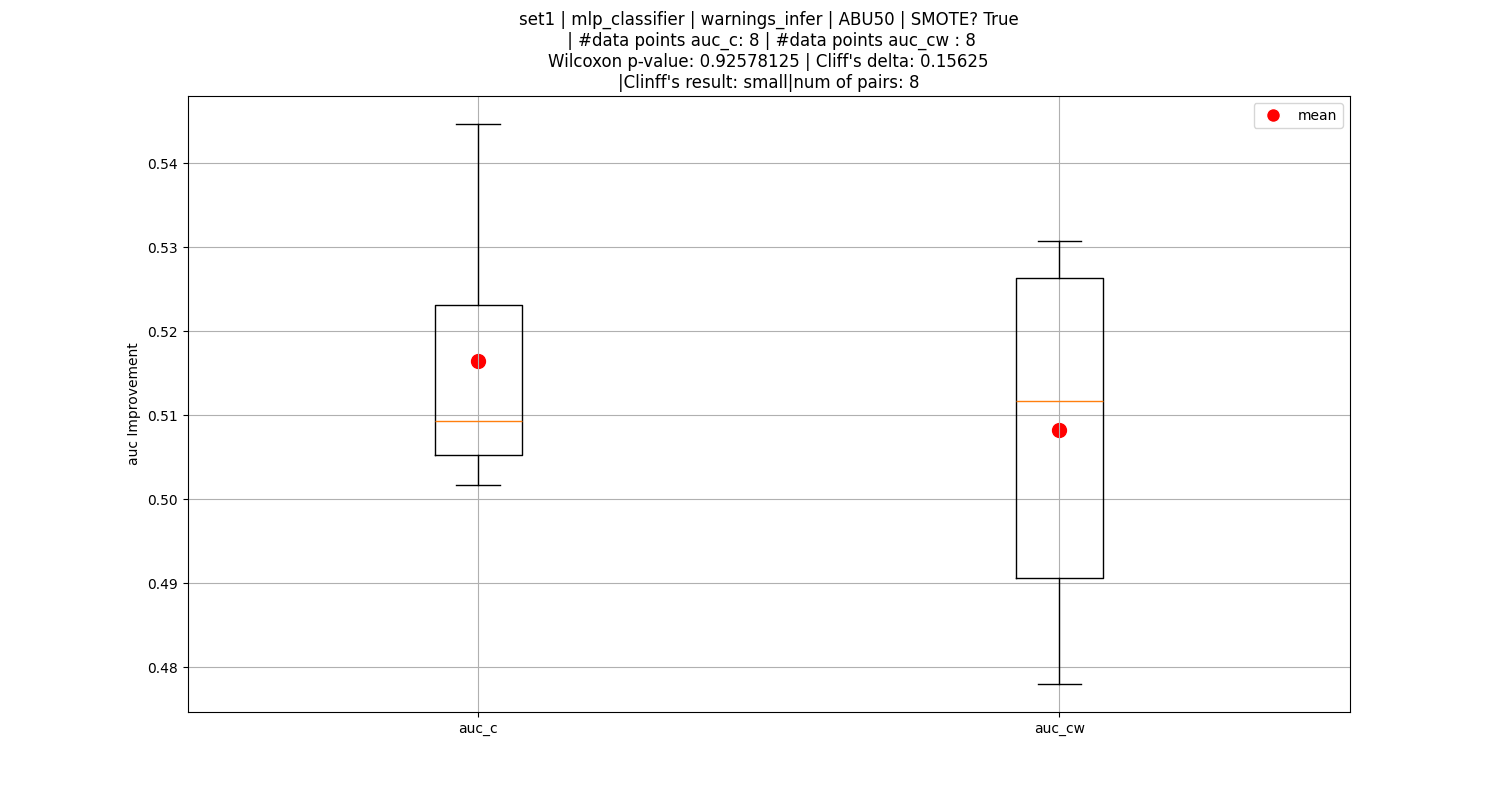 set1 | mlp_classifier | warnings_infer | ABU50 | SMOTE? True
| #data points auc_c: 8 | #data points auc_cw : 8
Wilcoxon p-value: 0.92578125 | Cliff's delta: 0.15625
|Clinff's result: small|num of pairs: 8
mean
0.54
0.53
0.52
0.51
0.50
0.49
0.48
auc Improvement
auc_c
auc_cw